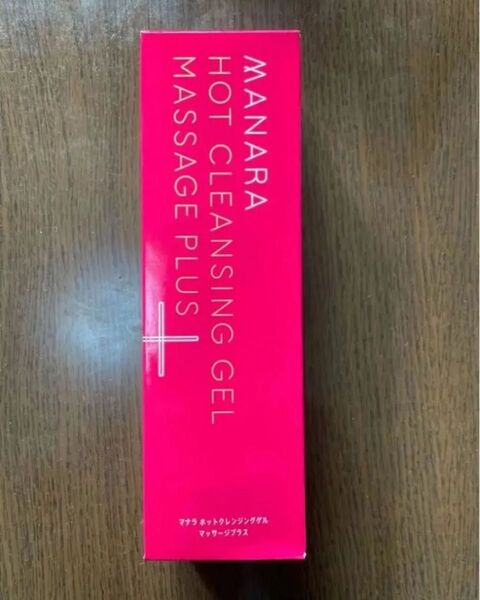 MANARA
HOT CLEANSING GEL
MASSAGE PLUS
マナラ ホットクレンジングゲル
マッサージプラス